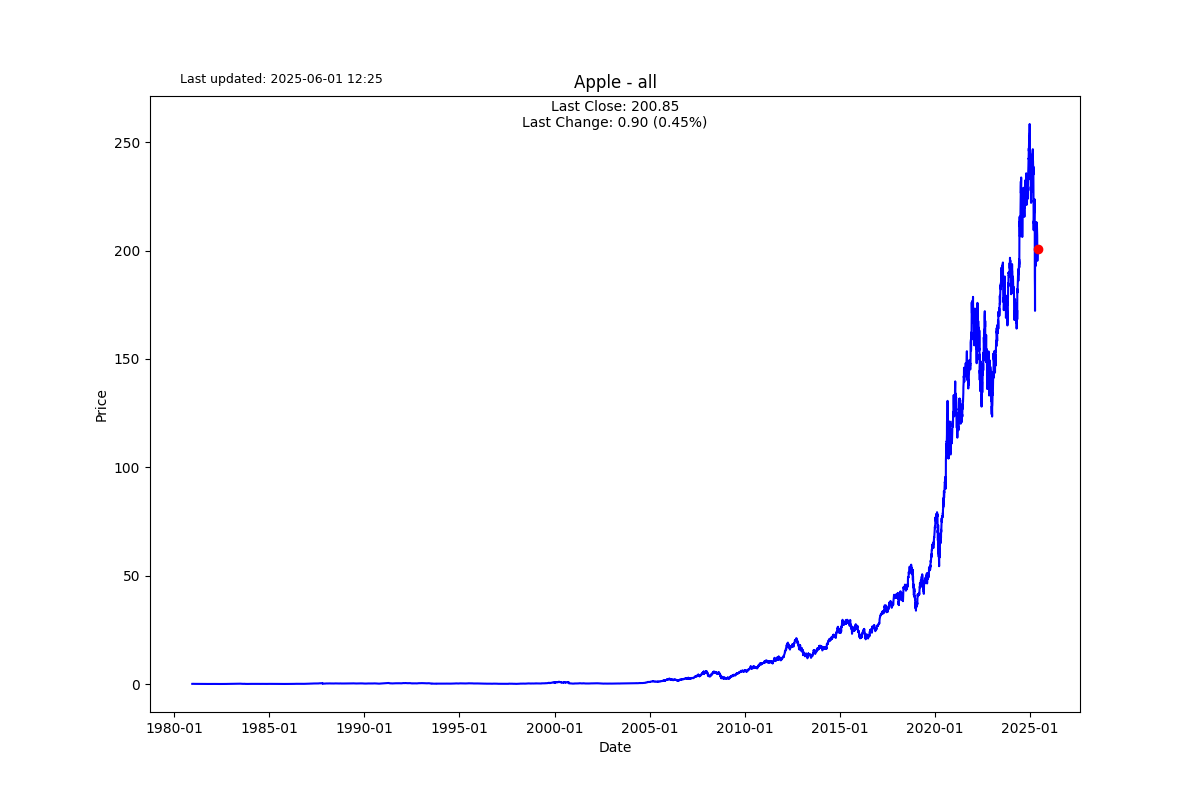 Last updated: 2025-06-01 12:25
Apple - all
Last Close: 200.85
Last Change: 0.90 (0.45%)
250
200
150
100
50
0
Price
1980-01 1985-01 1990-01 1995-01 2000-01 2005-01 2010-01 2015-01 2020-01 2025-01
Date